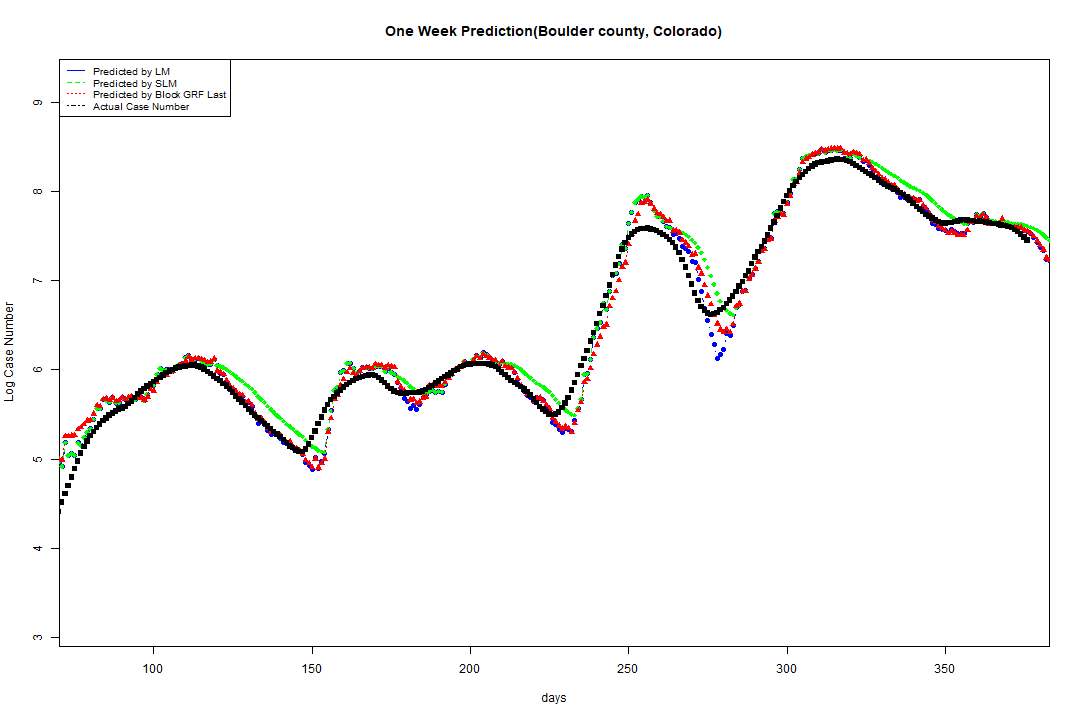 One Week Prediction(Boulder county, Colorado)
Predicted by LM
Predicted by SLM
Predicted by Block GRF Last
Actual Case Number
Log Case Number
9
8
7
6
5
4
3
100 150 200 250 300 350
days